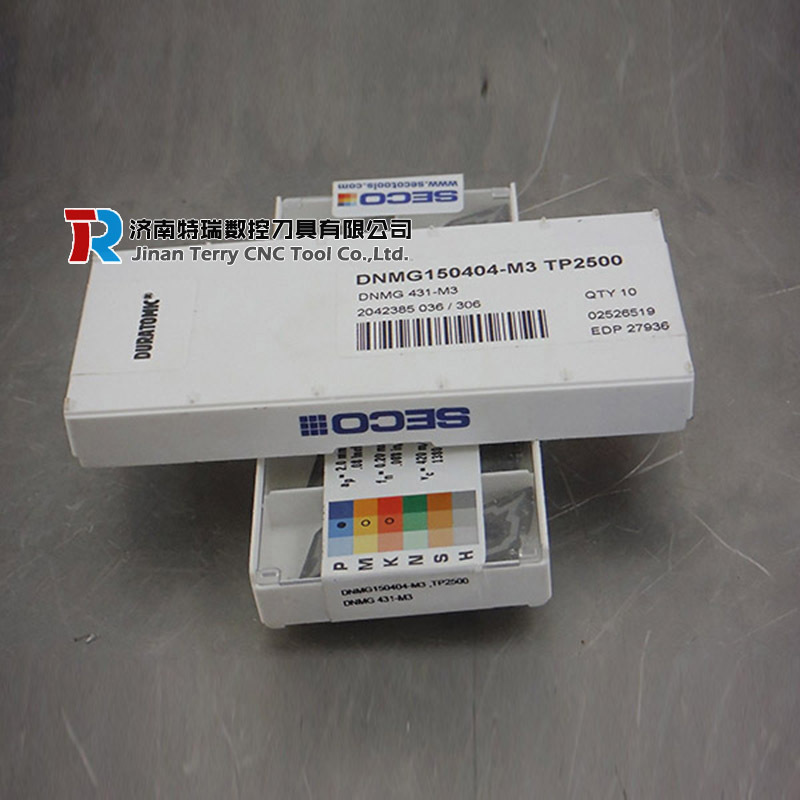 www.secotools.com
SECO
TR 济南特瑞数控刀具有限公司
Jinan Terry CNC Tool Co.,Ltd.
DURATOMIC®
DNMG150404-M3 TP2500
DNMG 431-M3
QTY 10
2042385 036 / 306
02526519
EDP 27936
SECO
P M K N S H
DNMG150404-M3 ,TP2500
DNMG 431-M3